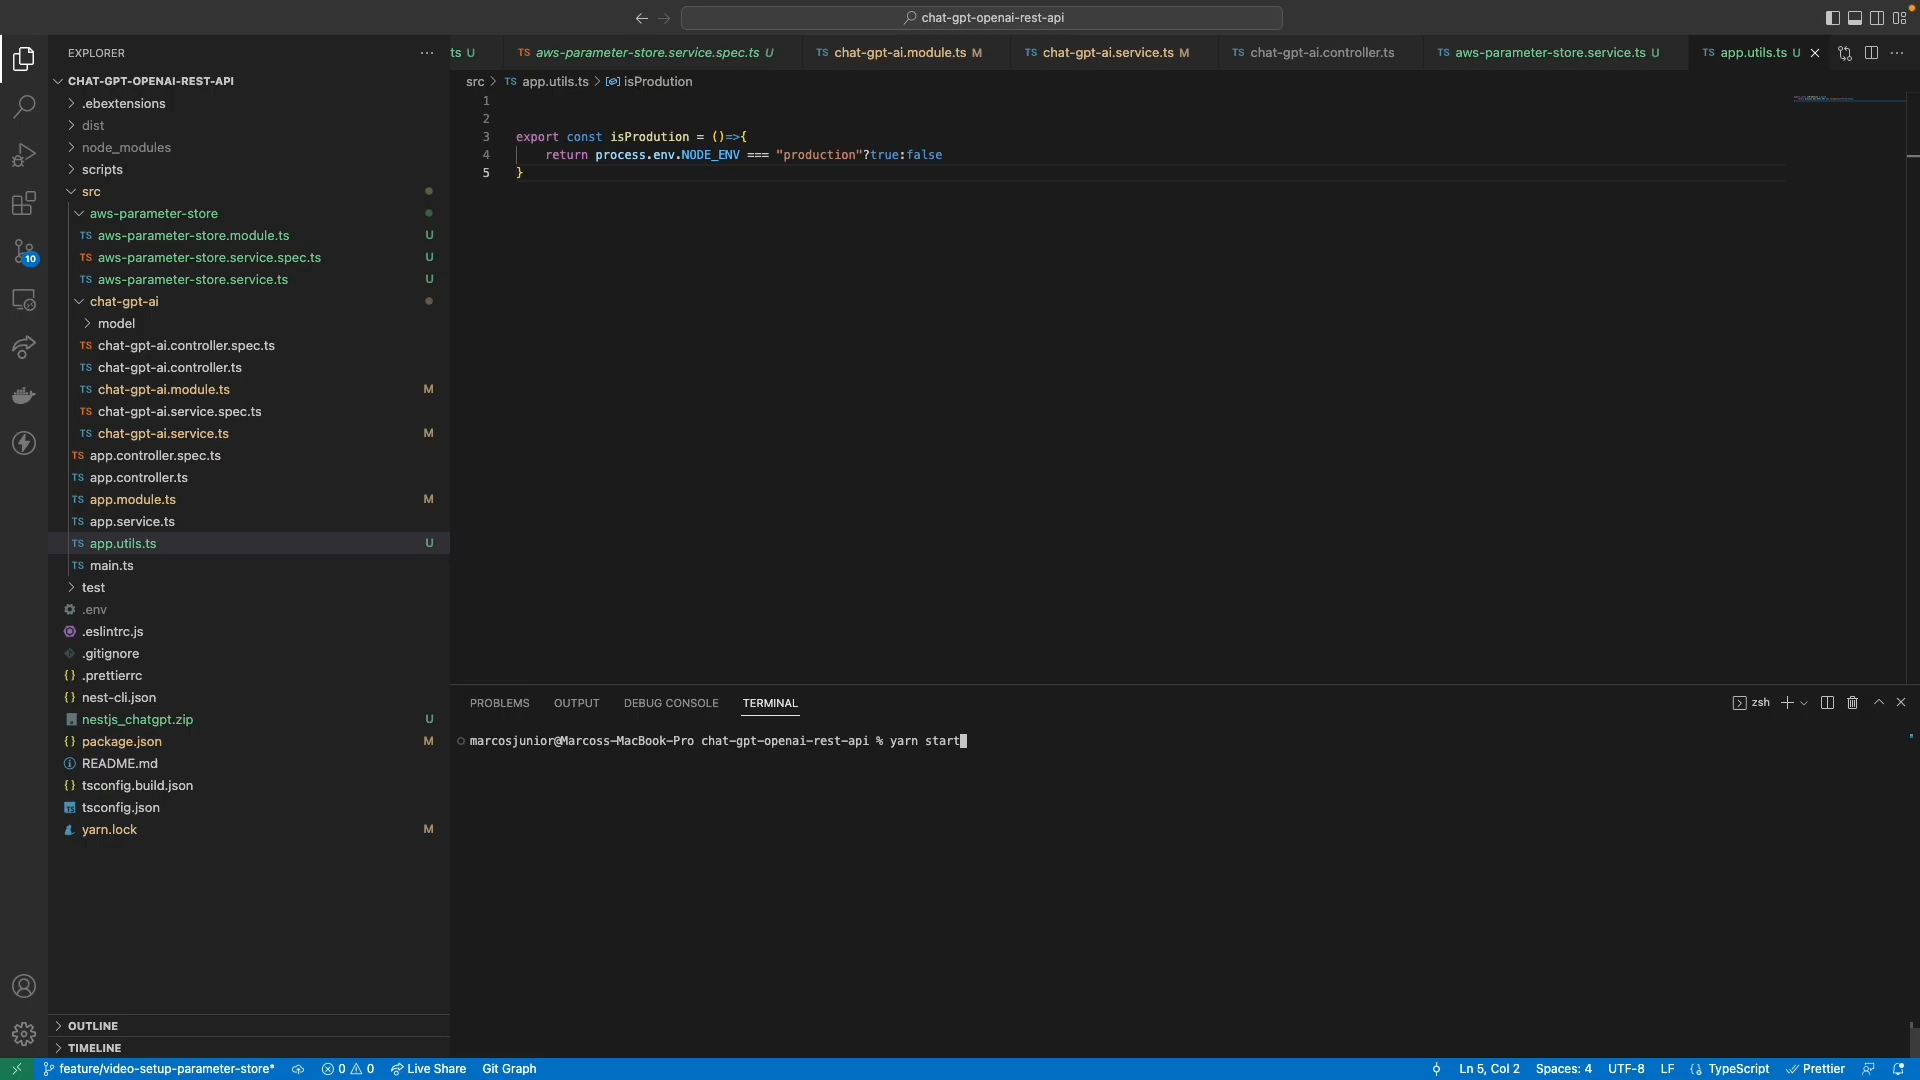 chat-gpt-openai-rest-api
EXPLORER
ts U
TS aws-parameter-store.service.spec.ts U
TS chat-gpt-ai.module.ts M
TS chat-gpt-ai.service.ts M
TS chat-gpt-ai.controller.ts
TS aws-parameter-store.service.ts U
TS app.utils.ts U
src > TS app.utils.ts > isProdution
CHAT-GPT-OPENAI-REST-API
.ebextensions
dist
node_modules
scripts
src
aws-parameter-store
TS aws-parameter-store.module.ts U
TS aws-parameter-store.service.spec.ts U
TS aws-parameter-store.service.ts U
chat-gpt-ai
model
TS chat-gpt-ai.controller.spec.ts
TS chat-gpt-ai.controller.ts
TS chat-gpt-ai.module.ts M
TS chat-gpt-ai.service.spec.ts
TS chat-gpt-ai.service.ts M
TS app.controller.spec.ts
TS app.controller.ts
TS app.module.ts M
TS app.service.ts
TS app.utils.ts U
TS main.ts
test
.env
.eslintrc.js
.gitignore
{} .prettierrc
{} nest-cli.json
nestjs_chatgpt.zip U
{} package.json M
README.md
{} tsconfig.build.json
TS tsconfig.json
yarn.lock M
OUTLINE
TIMELINE
10
1
2
3 export const isProdution = ()=>{
4 return process.env.NODE_ENV === "production"?true:false
5 }
PROBLEMS OUTPUT DEBUG CONSOLE TERMINAL
zsh
marcosjunior@Marcoss-MacBook-Pro chat-gpt-openai-rest-api % yarn start
feature/video-setup-parameter-store* 0 0 Live Share Git Graph
Ln 5, Col 2 Spaces: 4 UTF-8 LF {} TypeScript Prettier